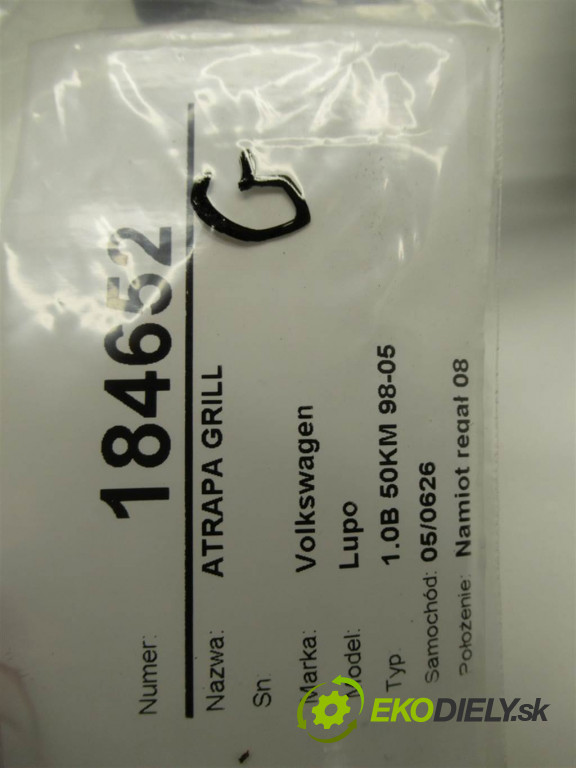 Numer: 184652
G
Nazwa: ATRAPA GRILL
Sn.
Marka: Volkswagen
Model: Lupo
Typ 1.0B 50KM 98-05
Samochód: 05/0626
Położenie: Namiot regał 08
EKODIELY.sk